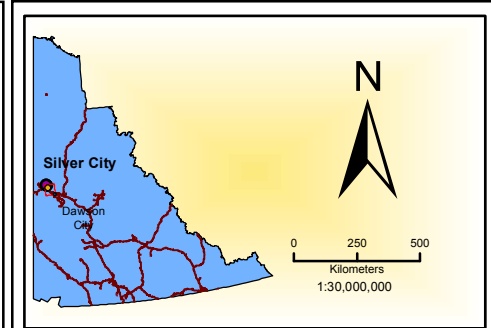 N
Silver City
Dawson
City
0 250 500
Kilometers
1:30,000,000